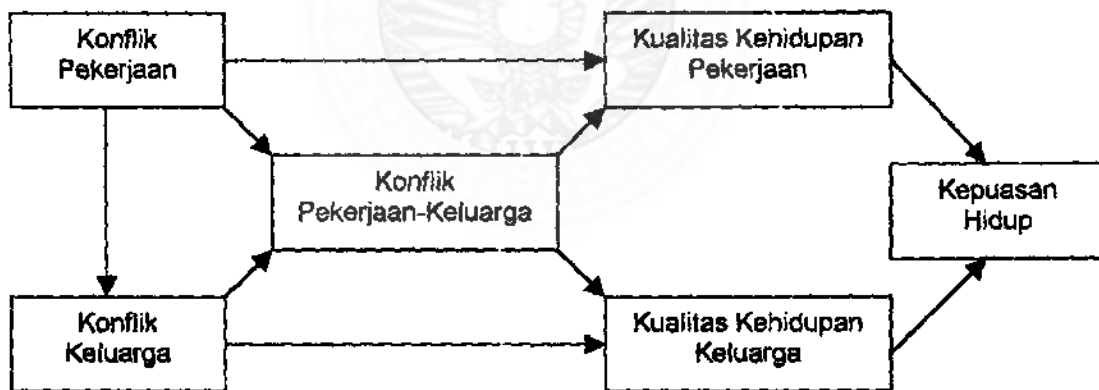 Konflik
Pekerjaan
Kualitas Kehidupan
Pekerjaan
Konflik
Pekerjaan-Keluarga
Kepuasan
Hidup
Konflik
Keluarga
Kualitas Kehidupan
Keluarga